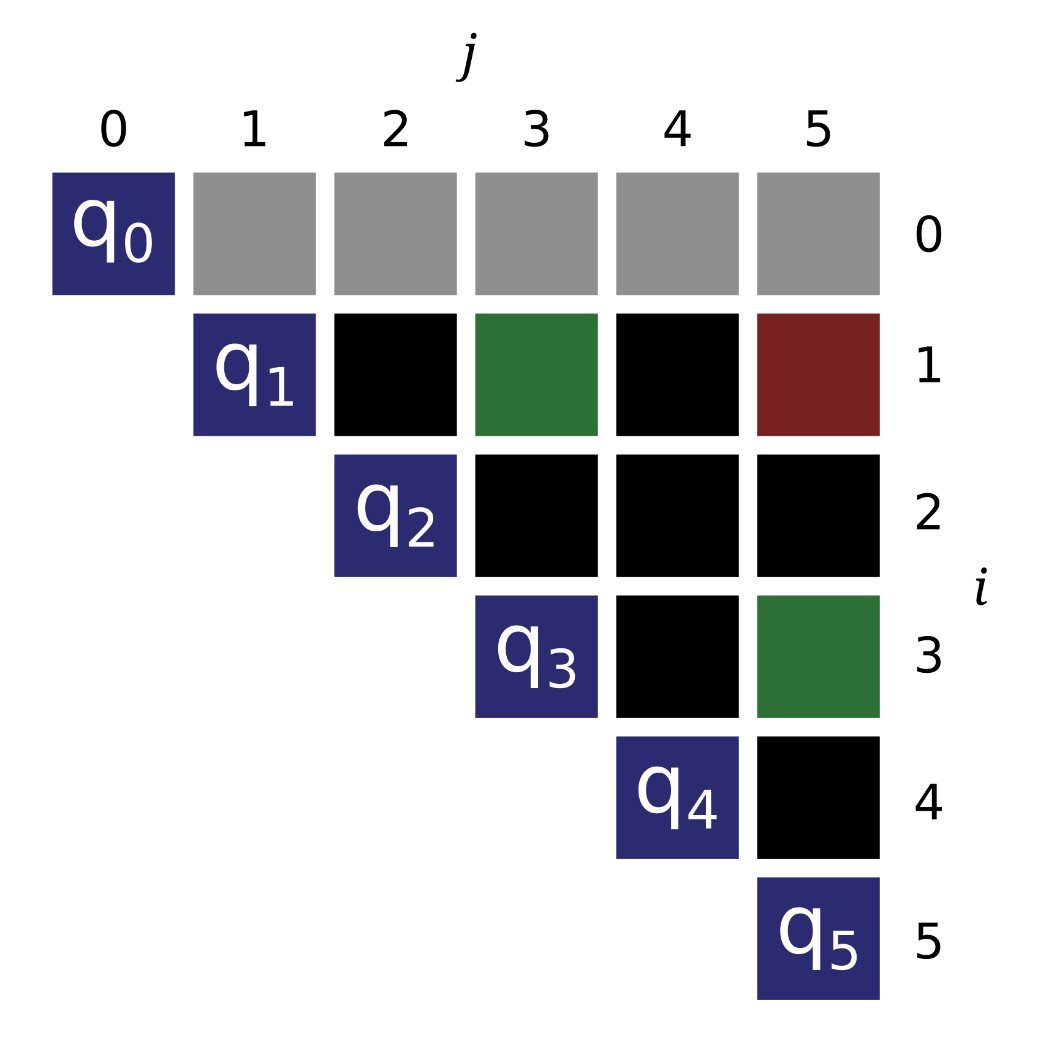 j
0 1 2 3 4 5
q₀ 0
q₁ 1
q₂ 2
i
q₃ 3
q₄ 4
q₅ 5